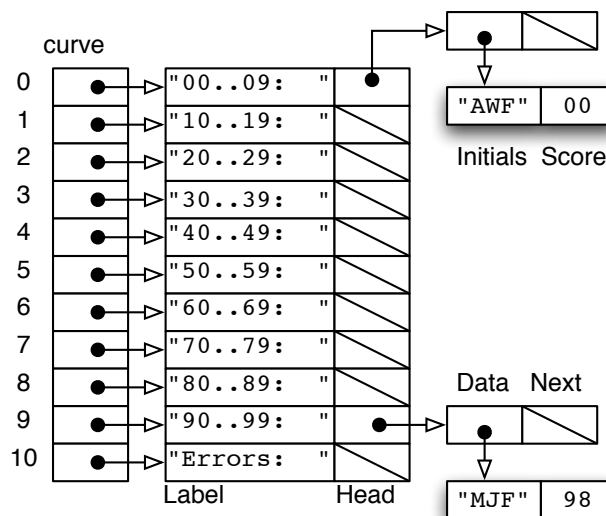 curve
0 "00..09:  "
"AWF" 00
1 "10..19:  "
Initials Score
2 "20..29:  "
3 "30..39:  "
4 "40..49:  "
5 "50..59:  "
6 "60..69:  "
7 "70..79:  "
8 "80..89:  "
Data Next
9 "90..99:  "
10 "Errors:  "
Label Head
"MJF" 98